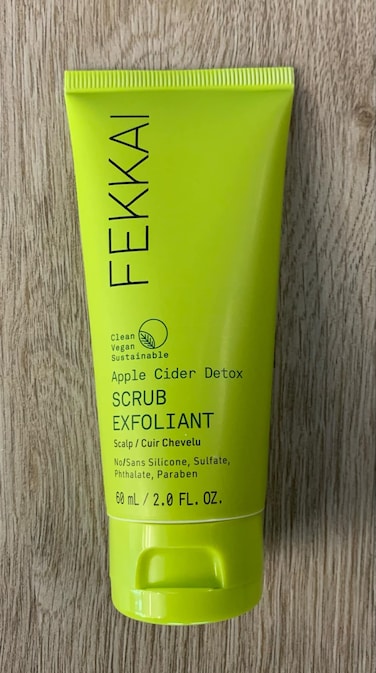 FEKKAI
Clean
Vegan
Sustainable
Apple Cider Detox
SCRUB
EXFOLIANT
Scalp / Cuir Chevelu
No/Sans Silicone, Sulfate,
Phthalate, Paraben
60 mL / 2.0 FL. OZ.